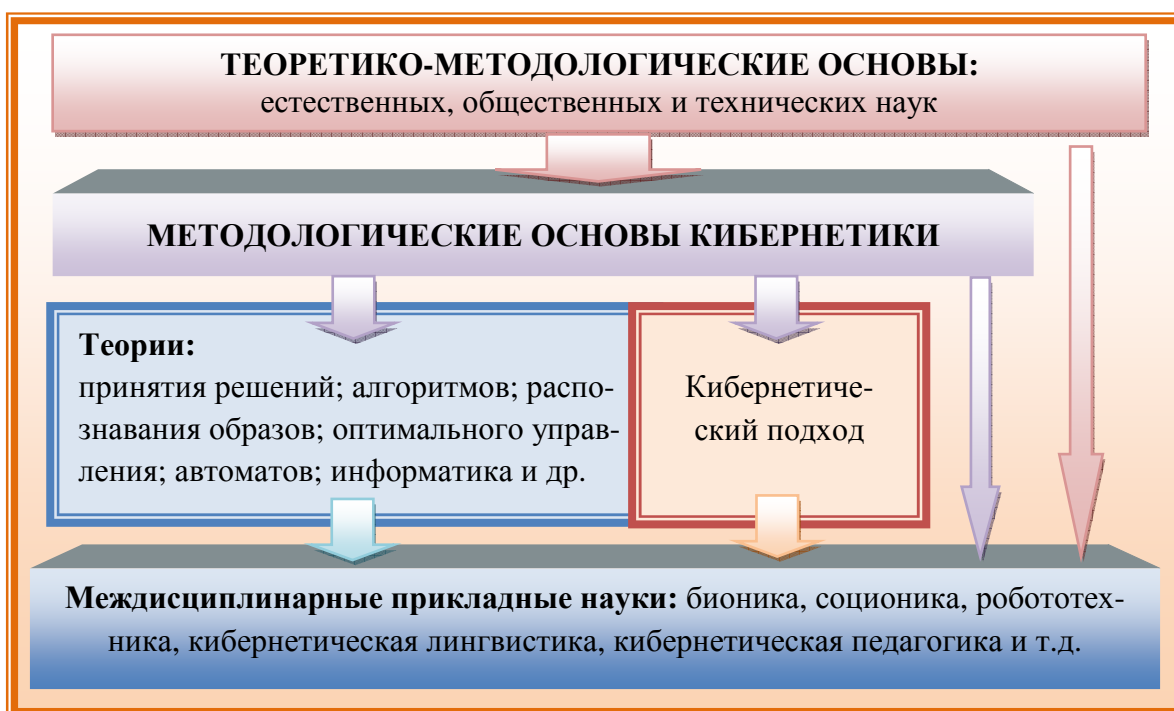 ТЕОРЕТИКО-МЕТОДОЛОГИЧЕСКИЕ ОСНОВЫ:
естественных, общественных и технических наук
МЕТОДОЛОГИЧЕСКИЕ ОСНОВЫ КИБЕРНЕТИКИ
Теории:
принятия решений; алгоритмов; распо-
знавания образов; оптимального управ-
ления; автоматов; информатика и др.
Кибернетиче-
ский подход
Междисциплинарные прикладные науки: бионика, соционика, робототех-
ника, кибернетическая лингвистика, кибернетическая педагогика и т.д.